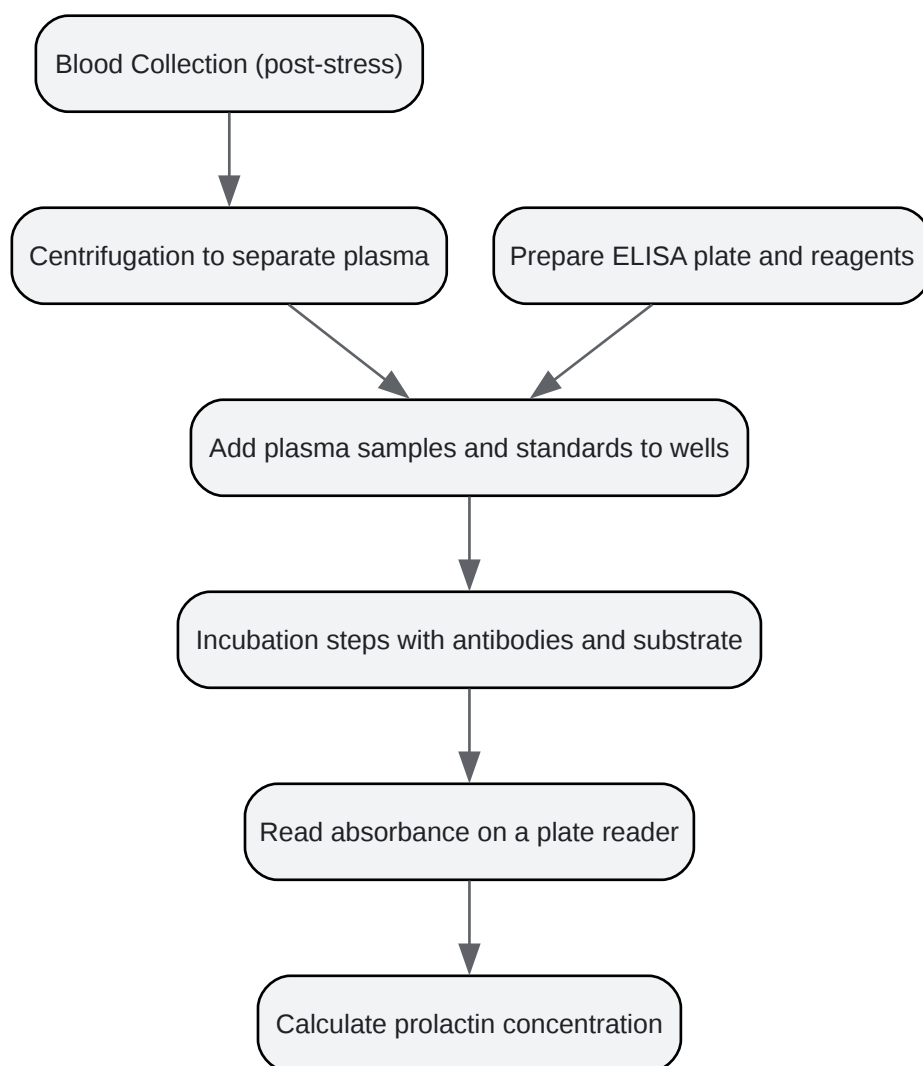 Blood Collection (post-stress)
Centrifugation to separate plasma
Prepare ELISA plate and reagents
Add plasma samples and standards to wells
Incubation steps with antibodies and substrate
Read absorbance on a plate reader
Calculate prolactin concentration